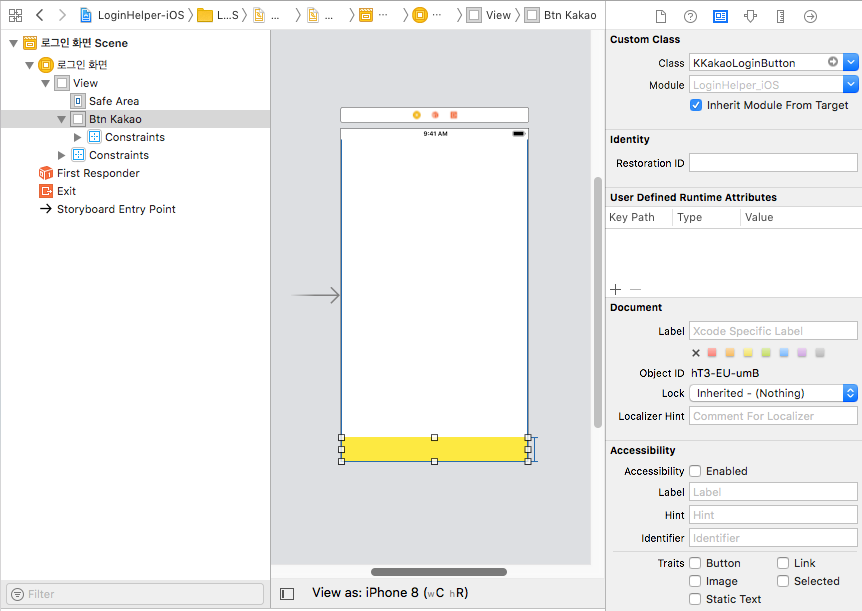 LoginHelper-iOS L...S ... ... ... ... View Btn Kakao
로그인 화면 Scene
로그인 화면
View
Safe Area
Btn Kakao
Constraints
Constraints
First Responder
Exit
Storyboard Entry Point
Filter
9:41 AM
View as: iPhone 8 (wC hR)
Custom Class
Class KKakaoLoginButton
Module LoginHelper_iOS
Inherit Module From Target
Identity
Restoration ID
User Defined Runtime Attributes
Key Path Type Value
Document
Label Xcode Specific Label
Object ID hT3-EU-umB
Lock Inherited - (Nothing)
Localizer Hint Comment For Localizer
Accessibility
Accessibility Enabled
Label Label
Hint Hint
Identifier Identifier
Traits Button Link
Image Selected
Static Text